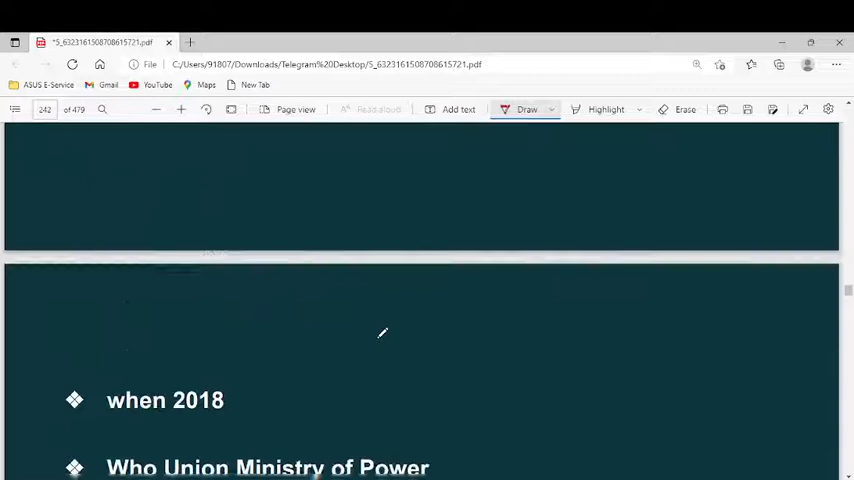 *5_6323161508708615721.pdf
File
C:/Users/91807/Downloads/Telegram%20Desktop/5_6323161508708615721.pdf
ASUS E-Service
Gmail
YouTube
Maps
New Tab
242 of 479
Page view
Read aloud
Add text
Draw
Highlight
Erase
when 2018
Who Union Ministry of Power